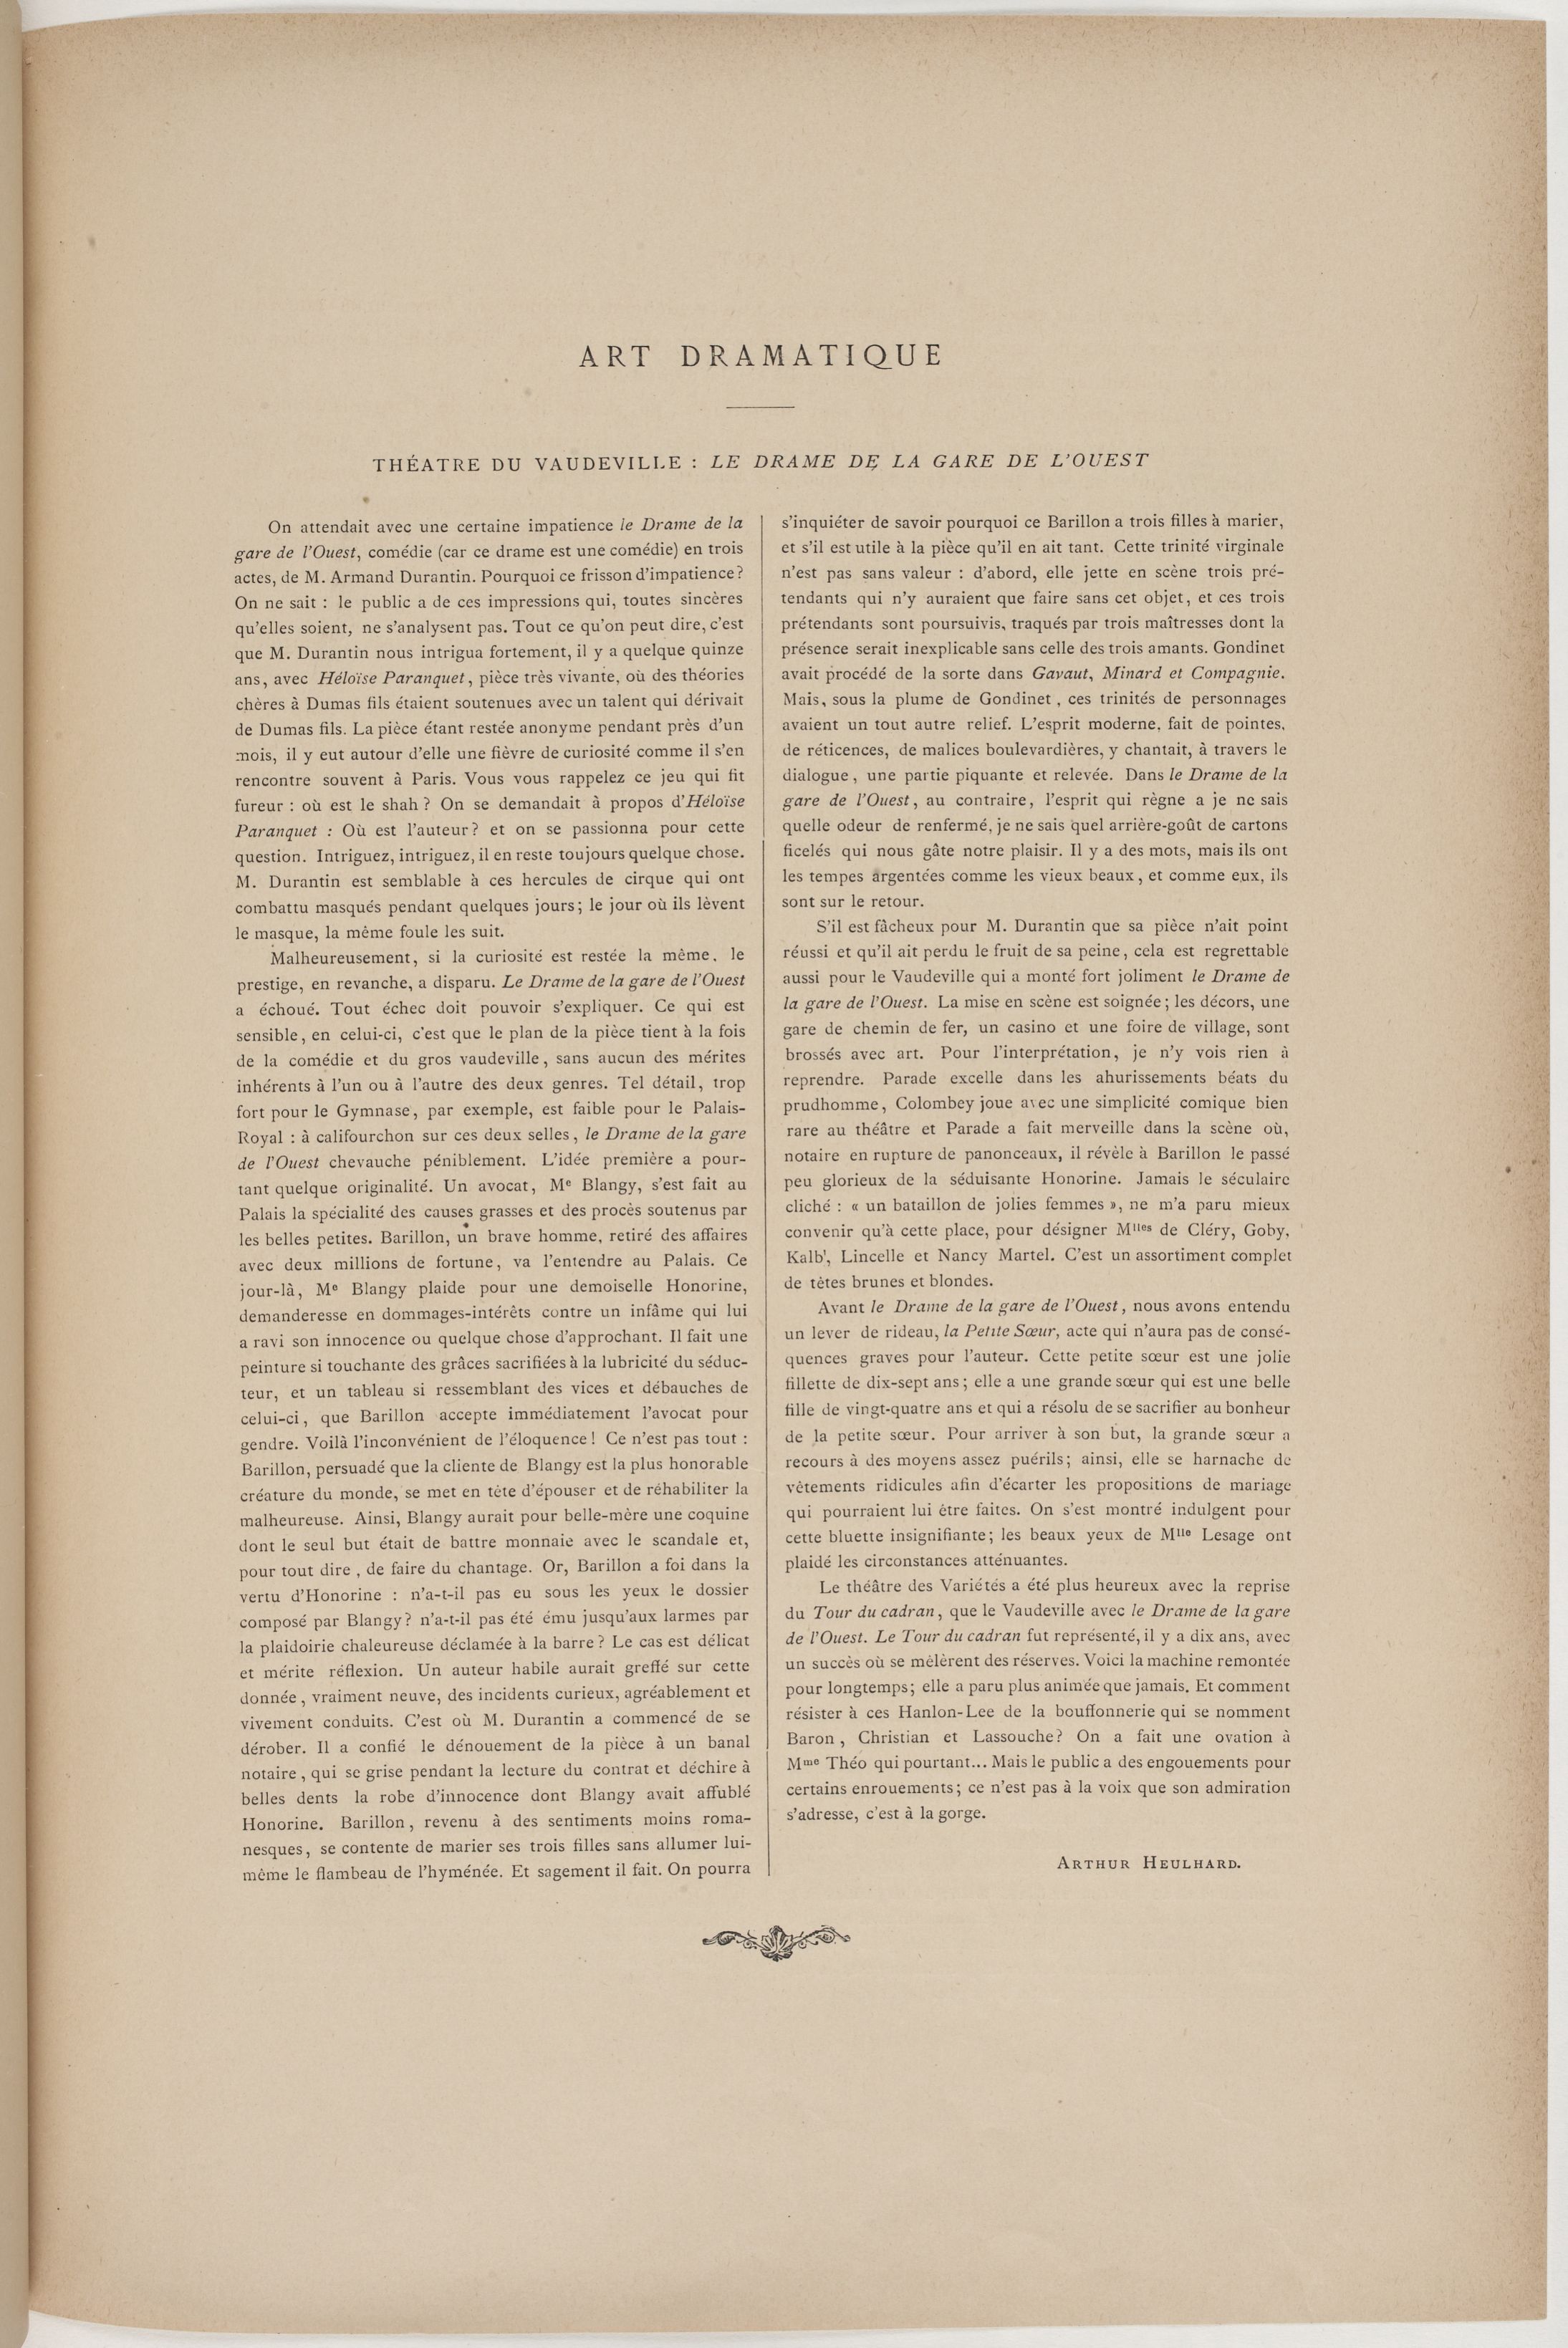 ART DRAMATIQUE
THÉATRE DU VAUDEVILLE : LE DRAME DE LA GARE DE L'OUEST
On attendait avec une certaine impatience le Drame de la
gare de l'Ouest, comédie (car ce drame est une comédie) en trois
actes, de M. Armand Durantin. Pourquoi ce frisson d'impatience?
On ne sait : le public a de ces impressions qui, toutes sincères
qu'elles soient, ne s'analysent pas. Tout ce qu'on peut dire, c'est
que M. Durantin nous intrigua fortement, il y a quelque quinze
ans, avec Héloïse Paranquet, pièce très vivante, où des théories
chères à Dumas fils étaient soutenues avec un talent qui dérivait
de Dumas fils. La pièce étant restée anonyme pendant près d'un
mois, il y eut autour d'elle une fièvre de curiosité comme il s'en
rencontre souvent à Paris. Vous vous rappelez ce jeu qui fit
fureur : où est le shah? On se demandait à propos d'Héloïse
Paranquet : Où est l'auteur? et on se passionna pour cette
question. Intriguez, intriguez, il en reste toujours quelque chose.
M. Durantin est semblable à ces hercules de cirque qui ont
combattu masqués pendant quelques jours; le jour où ils lèvent
le masque, la même foule les suit.
Malheureusement, si la curiosité est restée la même, le
prestige, en revanche, a disparu. Le Drame de la gare de l'Ouest
a échoué. Tout échec doit pouvoir s'expliquer. Ce qui est
sensible, en celui-ci, c'est que le plan de la pièce tient à la fois
de la comédie et du gros vaudeville, sans aucun des mérites
inhérents à l'un ou à l'autre des deux genres. Tel détail, trop
fort pour le Gymnase, par exemple, est faible pour le Palais-
Royal : à califourchon sur ces deux selles, le Drame de la gare
de l'Ouest chevauche péniblement. L'idée première a pour-
tant quelque originalité. Un avocat, Me Blangy, s'est fait au
Palais la spécialité des causes grasses et des procès soutenus par
les belles petites. Barillon, un brave homme, retiré des affaires
avec deux millions de fortune, va l'entendre au Palais. Ce
jour-là, Me Blangy plaide pour une demoiselle Honorine,
demanderesse en dommages-intérêts contre un infâme qui lui
a ravi son innocence ou quelque chose d'approchant. Il fait une
peinture si touchante des grâces sacrifiées à la lubricité du séduc-
teur, et un tableau si ressemblant des vices et débauches de
celui-ci, que Barillon accepte immédiatement l'avocat pour
gendre. Voilà l'inconvénient de l'éloquence! Ce n'est pas tout :
Barillon, persuadé que la cliente de Blangy est la plus honorable
créature du monde, se met en tête d'épouser et de réhabiliter la
malheureuse. Ainsi, Blangy aurait pour belle-mère une coquine
dont le seul but était de battre monnaie avec le scandale et,
pour tout dire, de faire du chantage. Or, Barillon a foi dans la
vertu d'Honorine : n'a-t-il pas eu sous les yeux le dossier
composé par Blangy? n'a-t-il pas été ému jusqu'aux larmes par
la plaidoirie chaleureuse déclamée à la barre? Le cas est délicat
et mérite réflexion. Un auteur habile aurait greffé sur cette
donnée, vraiment neuve, des incidents curieux, agréablement et
vivement conduits. C'est où M. Durantin a commencé de se
dérober. Il a confié le dénouement de la pièce à un banal
notaire, qui se grise pendant la lecture du contrat et déchire à
belles dents la robe d'innocence dont Blangy avait affublé
Honorine. Barillon, revenu à des sentiments moins roma-
nesques, se contente de marier ses trois filles sans allumer lui-
même le flambeau de l'hyménée. Et sagement il fait. On pourra
s'inquiéter de savoir pourquoi ce Barillon a trois filles à marier,
et s'il est utile à la pièce qu'il en ait tant. Cette trinité virginale
n'est pas sans valeur : d'abord, elle jette en scène trois pré-
tendants qui n'y auraient que faire sans cet objet, et ces trois
prétendants sont poursuivis, traqués par trois maîtresses dont la
présence serait inexplicable sans celle des trois amants. Gondinet
avait procédé de la sorte dans Gavaut, Minard et Compagnie.
Mais, sous la plume de Gondinet, ces trinités de personnages
avaient un tout autre relief. L'esprit moderne, fait de pointes,
de réticences, de malices boulevardières, y chantait, à travers le
dialogue, une partie piquante et relevée. Dans le Drame de la
gare de l'Ouest, au contraire, l'esprit qui règne a je ne sais
quelle odeur de renfermé, je ne sais quel arrière-goût de cartons
ficelés qui nous gâte notre plaisir. Il y a des mots, mais ils ont
les tempes argentées comme les vieux beaux, et comme eux, ils
sont sur le retour.
S'il est fâcheux pour M. Durantin que sa pièce n'ait point
réussi et qu'il ait perdu le fruit de sa peine, cela est regrettable
aussi pour le Vaudeville qui a monté fort joliment le Drame de
la gare de l'Ouest. La mise en scène est soignée; les décors, une
gare de chemin de fer, un casino et une foire de village, sont
brossés avec art. Pour l'interprétation, je n'y vois rien à
reprendre. Parade excelle dans les ahurissements béats du
prudhomme, Colombey joue avec une simplicité comique bien
rare au théâtre et Parade a fait merveille dans la scène où,
notaire en rupture de panonceaux, il révèle à Barillon le passé
peu glorieux de la séduisante Honorine. Jamais le séculaire
cliché : « un bataillon de jolies femmes », ne m'a paru mieux
convenir qu'à cette place, pour désigner Mlles de Cléry, Goby,
Kalb', Lincelle et Nancy Martel. C'est un assortiment complet
de têtes brunes et blondes.
Avant le Drame de la gare de l'Ouest, nous avons entendu
un lever de rideau, la Petite Sœur, acte qui n'aura pas de consé-
quences graves pour l'auteur. Cette petite sœur est une jolie
fillette de dix-sept ans; elle a une grande sœur qui est une belle
fille de vingt-quatre ans et qui a résolu de se sacrifier au bonheur
de la petite sœur. Pour arriver à son but, la grande sœur a
recours à des moyens assez puérils; ainsi, elle se harnache de
vêtements ridicules afin d'écarter les propositions de mariage
qui pourraient lui être faites. On s'est montré indulgent pour
cette bluette insignifiante; les beaux yeux de Mlle Lesage ont
plaidé les circonstances atténuantes.
Le théâtre des Variétés a été plus heureux avec la reprise
du Tour du cadran, que le Vaudeville avec le Drame de la gare
de l'Ouest. Le Tour du cadran fut représenté, il y a dix ans, avec
un succès où se mêlèrent des réserves. Voici la machine remontée
pour longtemps; elle a paru plus animée que jamais. Et comment
résister à ces Hanlon-Lee de la bouffonnerie qui se nomment
Baron, Christian et Lassouche? On a fait une ovation à
Mme Théo qui pourtant... Mais le public a des engouements pour
certains enrouements; ce n'est pas à la voix que son admiration
s'adresse, c'est à la gorge.
ARTHUR HEULHARD.